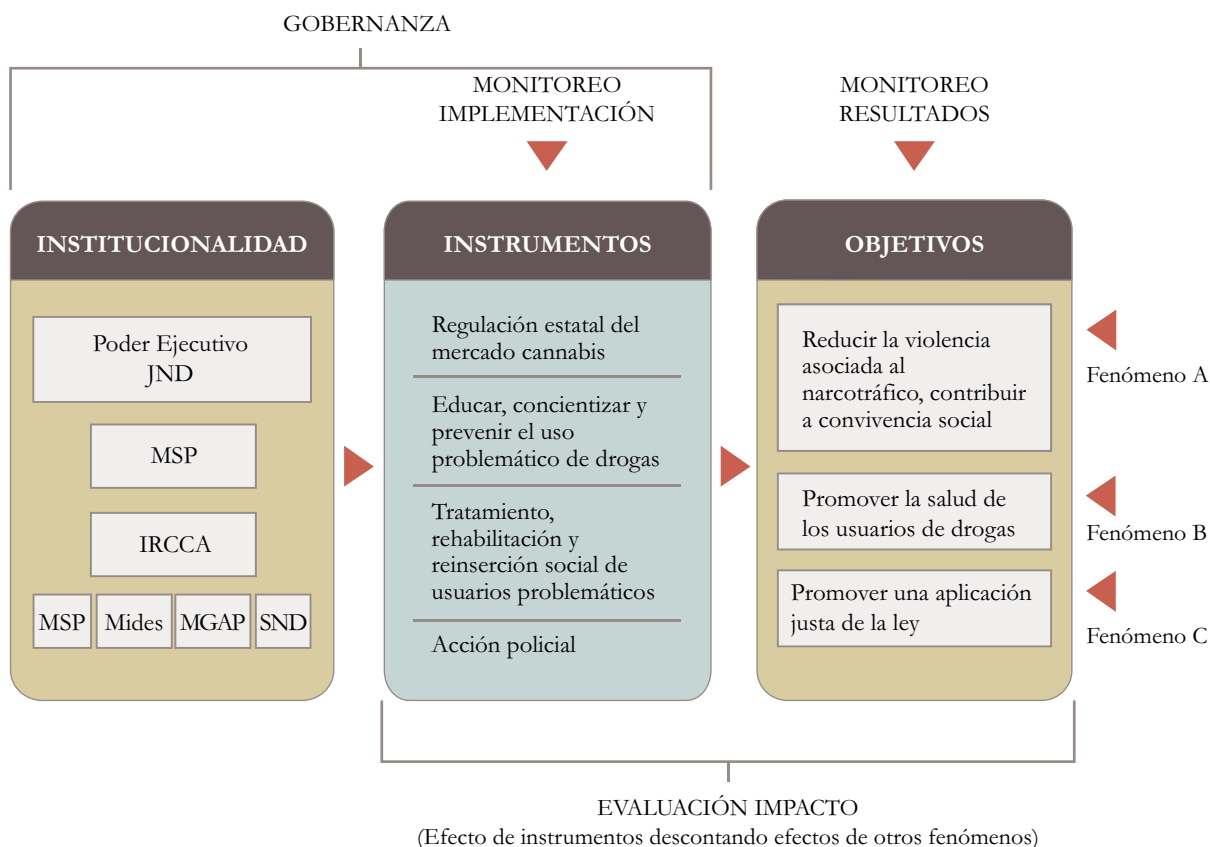 GOBERNANZA
MONITOREO
IMPLEMENTACIÓN
MONITOREO
RESULTADOS
INSTITUCIONALIDAD
Poder Ejecutivo
JND
MSP
IRCCA
MSP
Mides
MGAP
SND
INSTRUMENTOS
Regulación estatal del
mercado cannabis
Educar, concientizar y
prevenir el uso
problemático de drogas
Tratamiento,
rehabilitación y
reinserción social de
usuarios problemáticos
Acción policial
OBJETIVOS
Reducir la violencia
asociada al
narcotráfico, contribuir
a convivencia social
Promover la salud de
los usuarios de drogas
Promover una aplicación
justa de la ley
Fenómeno A
Fenómeno B
Fenómeno C
EVALUACIÓN IMPACTO
(Efecto de instrumentos descontando efectos de otros fenómenos)